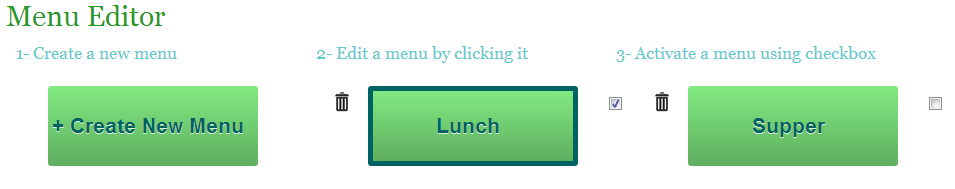 Menu Editor
1- Create a new menu
2- Edit a menu by clicking it
3- Activate a menu using checkbox
+ Create New Menu
Lunch
Supper